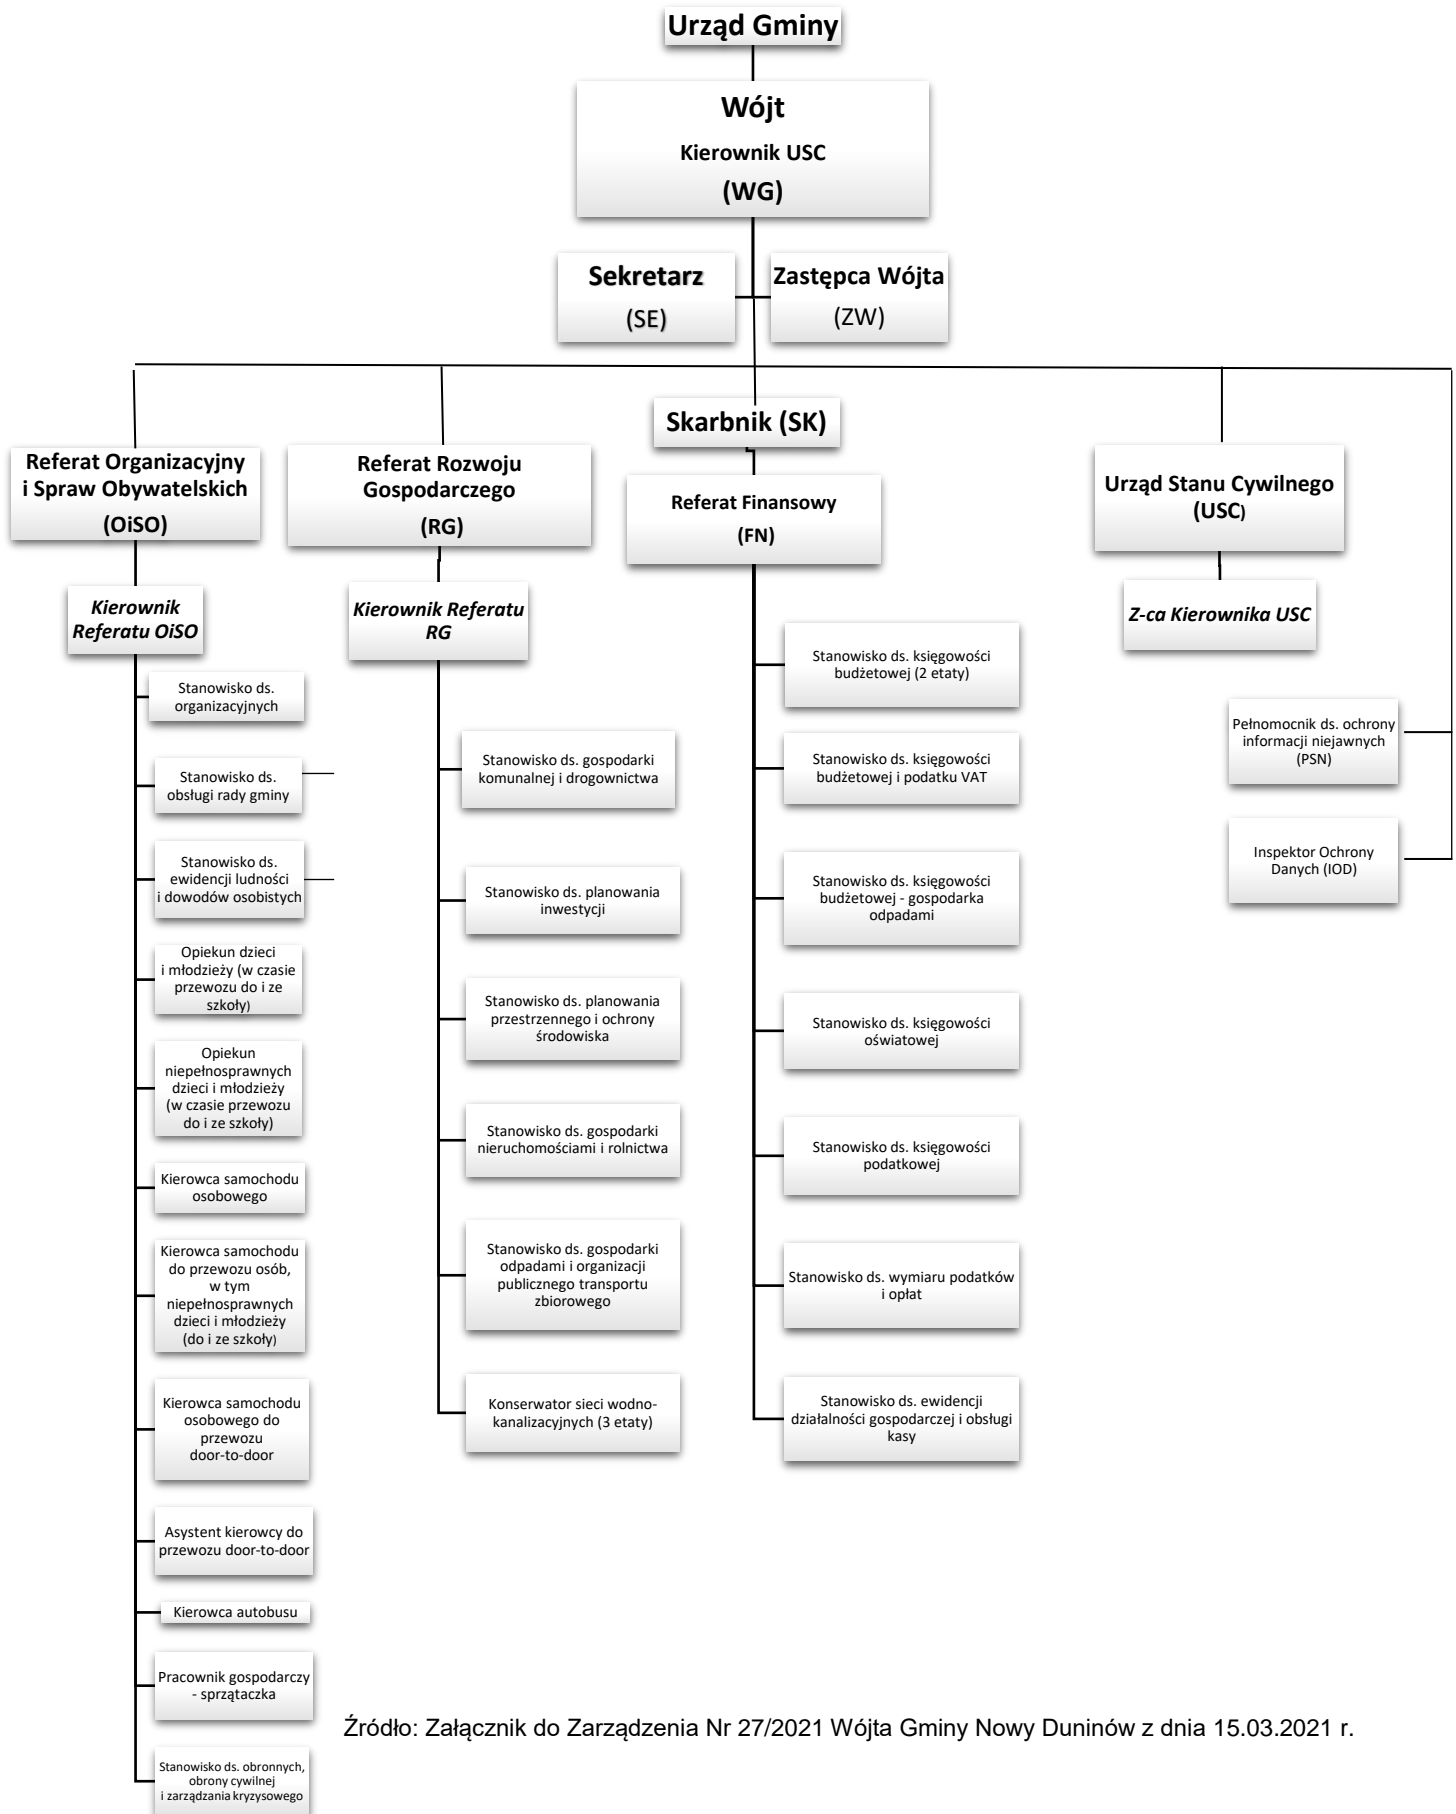 Urząd Gminy
Wójt
Kierownik USC
(WG)
Sekretarz
(SE)
Zastępca Wójta
(ZW)
Skarbnik (SK)
Referat Organizacyjny
i Spraw Obywatelskich
(OiSO)
Referat Rozwoju
Gospodarczego
(RG)
Referat Finansowy
(FN)
Urząd Stanu Cywilnego
(USC)
Kierownik
Referatu OiSO
Kierownik Referatu
RG
Z-ca Kierownika USC
Stanowisko ds.
organizacyjnych
Stanowisko ds.
obsługi rady gminy
Stanowisko ds.
ewidencji ludności
i dowodów osobistych
Opiekun dzieci
i młodzieży (w czasie
przewozu do i ze
szkoły)
Opiekun
niepełnosprawnych
dzieci i młodzieży
(w czasie przewozu
do i ze szkoły)
Kierowca samochodu
osobowego
Kierowca samochodu
do przewozu osób,
w tym
niepełnosprawnych
dzieci i młodzieży
(do i ze szkoły)
Kierowca samochodu
osobowego do
przewozu
door-to-door
Asystent kierowcy do
przewozu door-to-door
Kierowca autobusu
Pracownik gospodarczy
- sprzątaczka
Stanowisko ds. obronnych,
obrony cywilnej
i zarządzania kryzysowego
Stanowisko ds. gospodarki
komunalnej i drogownictwa
Stanowisko ds. planowania
inwestycji
Stanowisko ds. planowania
przestrzennego i ochrony
środowiska
Stanowisko ds. gospodarki
nieruchomościami i rolnictwa
Stanowisko ds. gospodarki
odpadami i organizacji
publicznego transportu
zbiorowego
Konserwator sieci wodno-
kanalizacyjnych (3 etaty)
Stanowisko ds. księgowości
budżetowej (2 etaty)
Stanowisko ds. księgowości
budżetowej i podatku VAT
Stanowisko ds. księgowości
budżetowej - gospodarka
odpadami
Stanowisko ds. księgowości
oświatowej
Stanowisko ds. księgowości
podatkowej
Stanowisko ds. wymiaru podatków
i opłat
Stanowisko ds. ewidencji
działalności gospodarczej i obsługi
kasy
Pełnomocnik ds. ochrony
informacji niejawnych
(PSN)
Inspektor Ochrony
Danych (IOD)
Źródło: Załącznik do Zarządzenia Nr 27/2021 Wójta Gminy Nowy Duninów z dnia 15.03.2021 r.